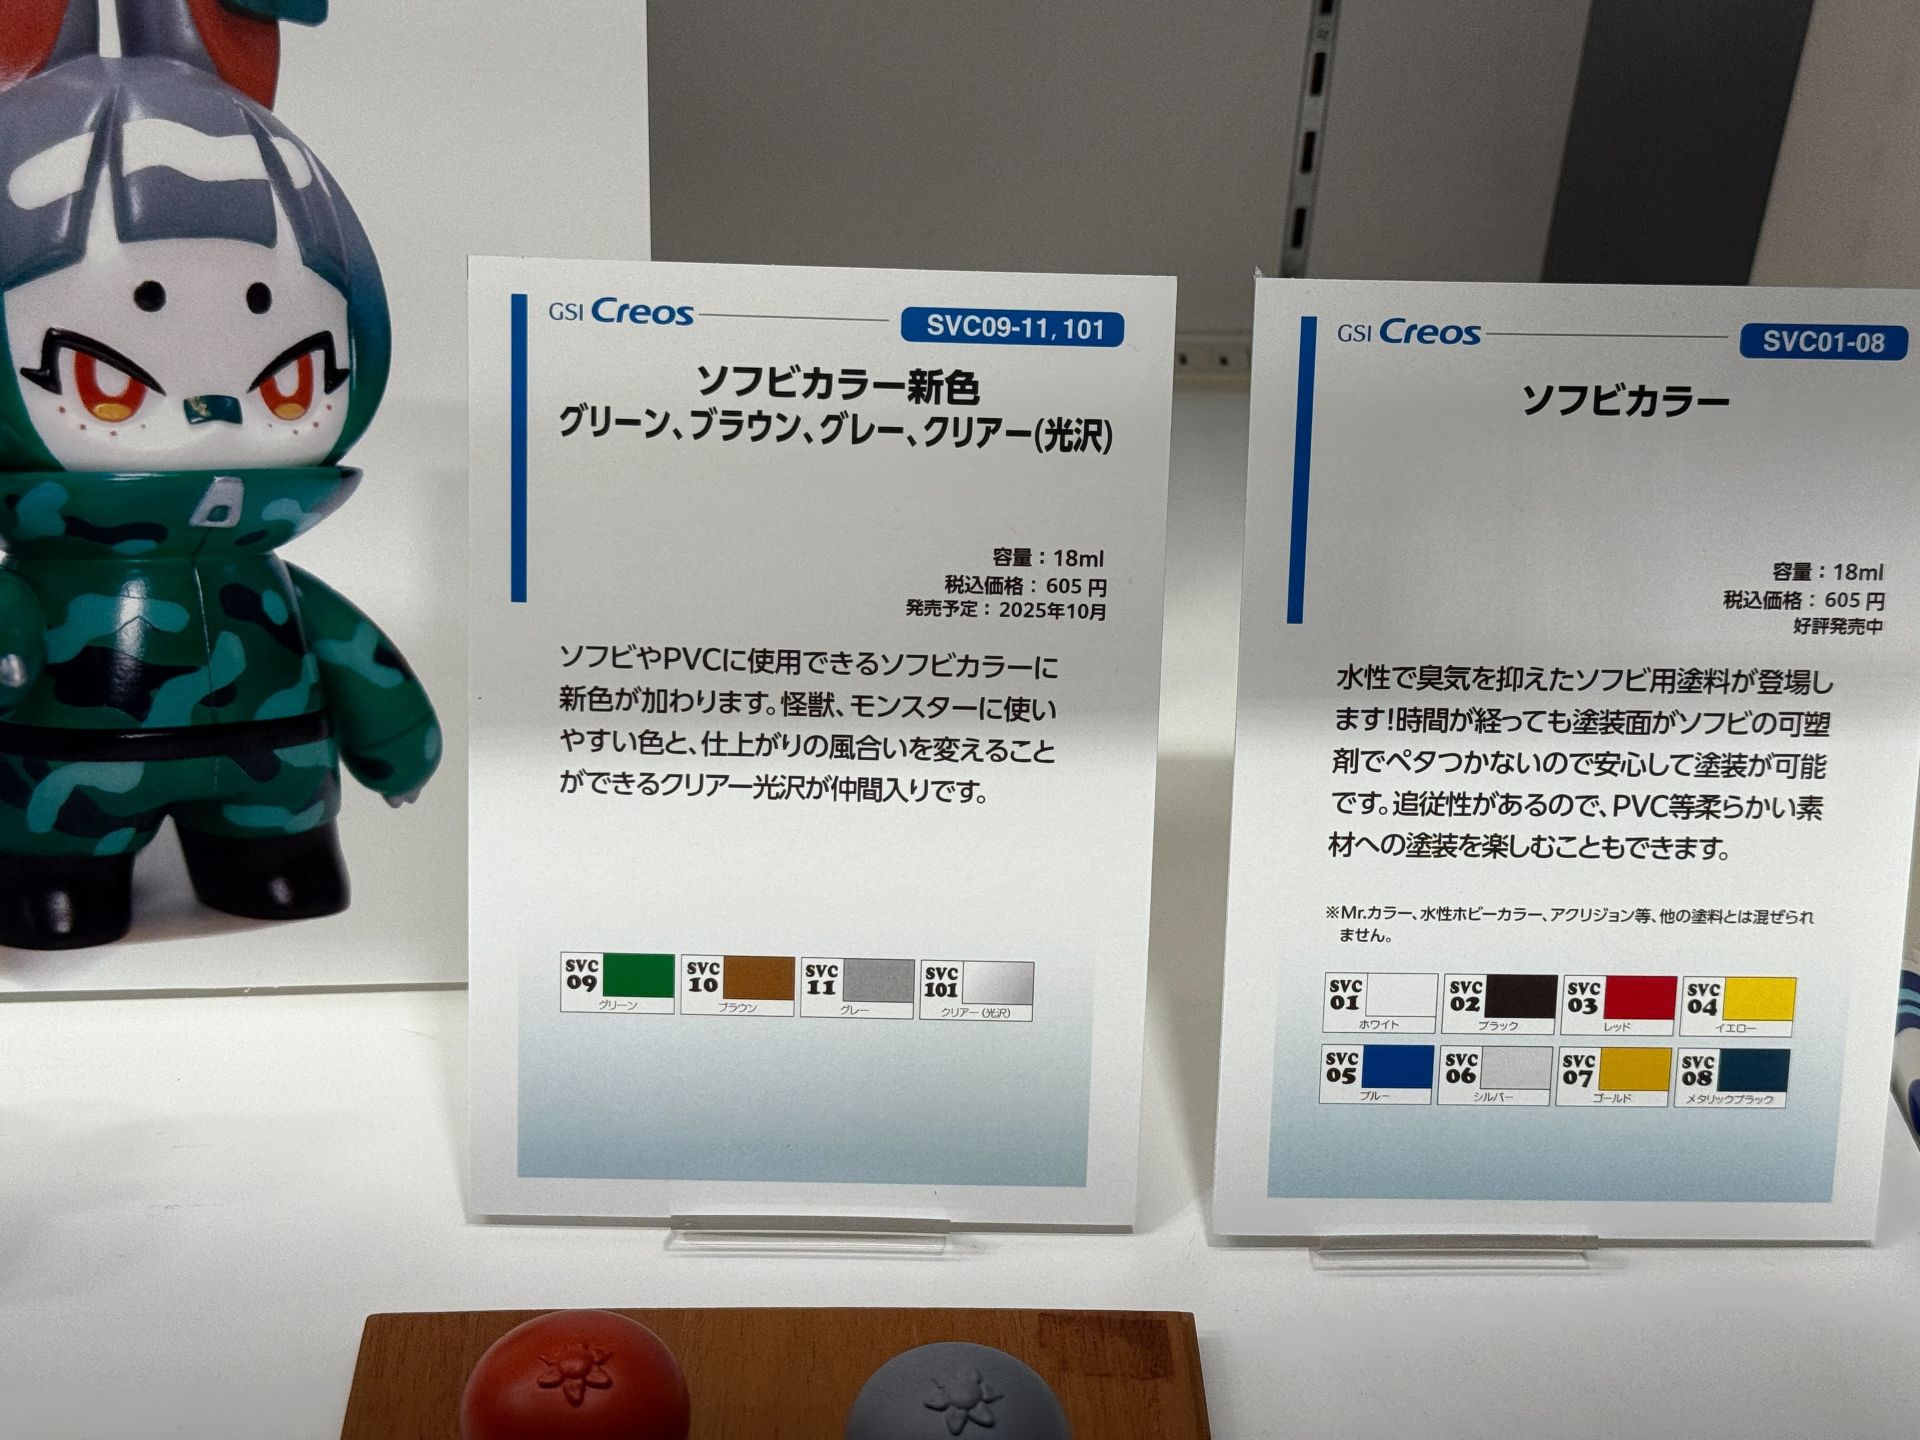 GSI Creos
SVC09-11, 101
ソフビカラー新色
グリーン、ブラウン、グレー、クリアー(光沢)
容量：18ml
税込価格：605円
発売予定：2025年10月
ソフビやPVCに使用できるソフビカラーに
新色が加わります。怪獣、モンスターに使い
やすい色と、仕上がりの風合いを変えること
ができるクリアー光沢が仲間入りです。
SVC 09
グリーン
SVC 10
ブラウン
SVC 11
グレー
SVC 101
クリアー(光沢)
GSI Creos
SVC01-08
ソフビカラー
容量：18ml
税込価格：605円
好評発売中
水性で臭気を抑えたソフビ用塗料が登場し
ます！時間が経っても塗装面がソフビの可塑
剤でペタつかないので安心して塗装が可能
です。追従性があるので、PVC等柔らかい素
材への塗装を楽しむこともできます。
※Mr.カラー、水性ホビーカラー、アクリジョン等、他の塗料とは混ぜられ
ません。
SVC 01
ホワイト
SVC 02
ブラック
SVC 03
レッド
SVC 04
イエロー
SVC 05
ブルー
SVC 06
シルバー
SVC 07
ゴールド
SVC 08
メタリックブラック